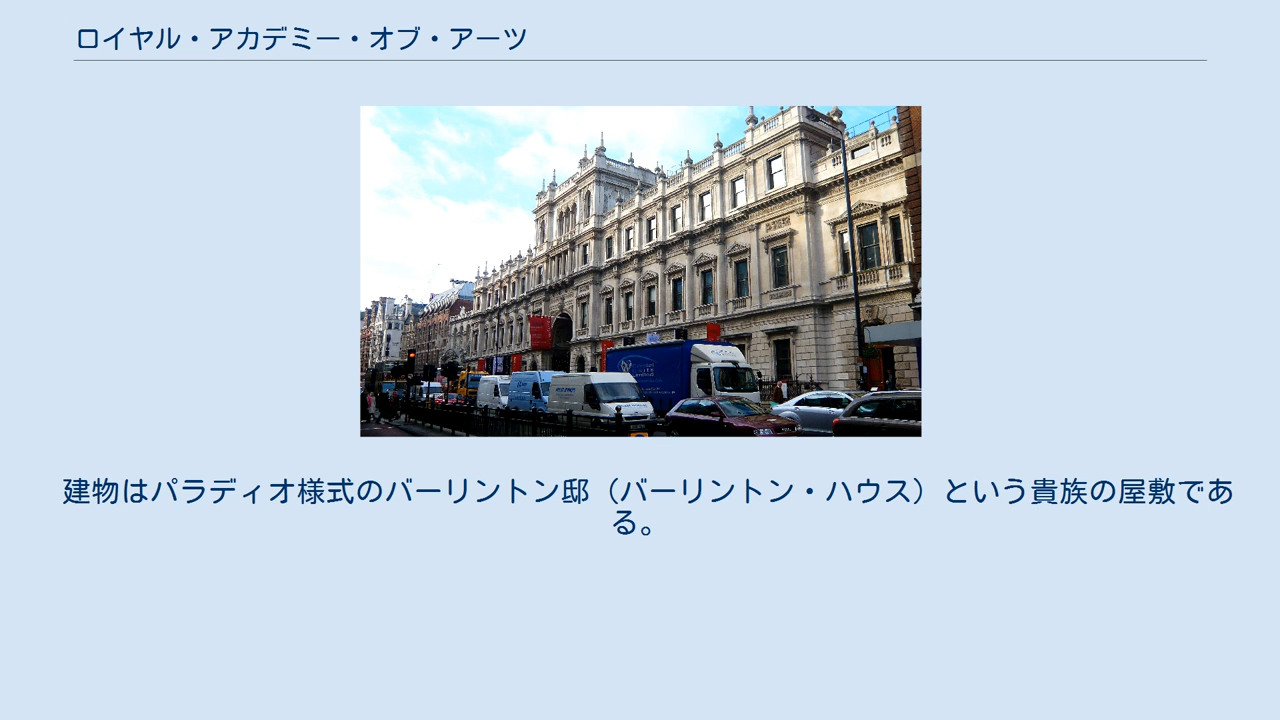 ロイヤル・アカデミー・オブ・アーツ
建物はパラディオ様式のバーリントン邸（バーリントン・ハウス）という貴族の屋敷であ
る。